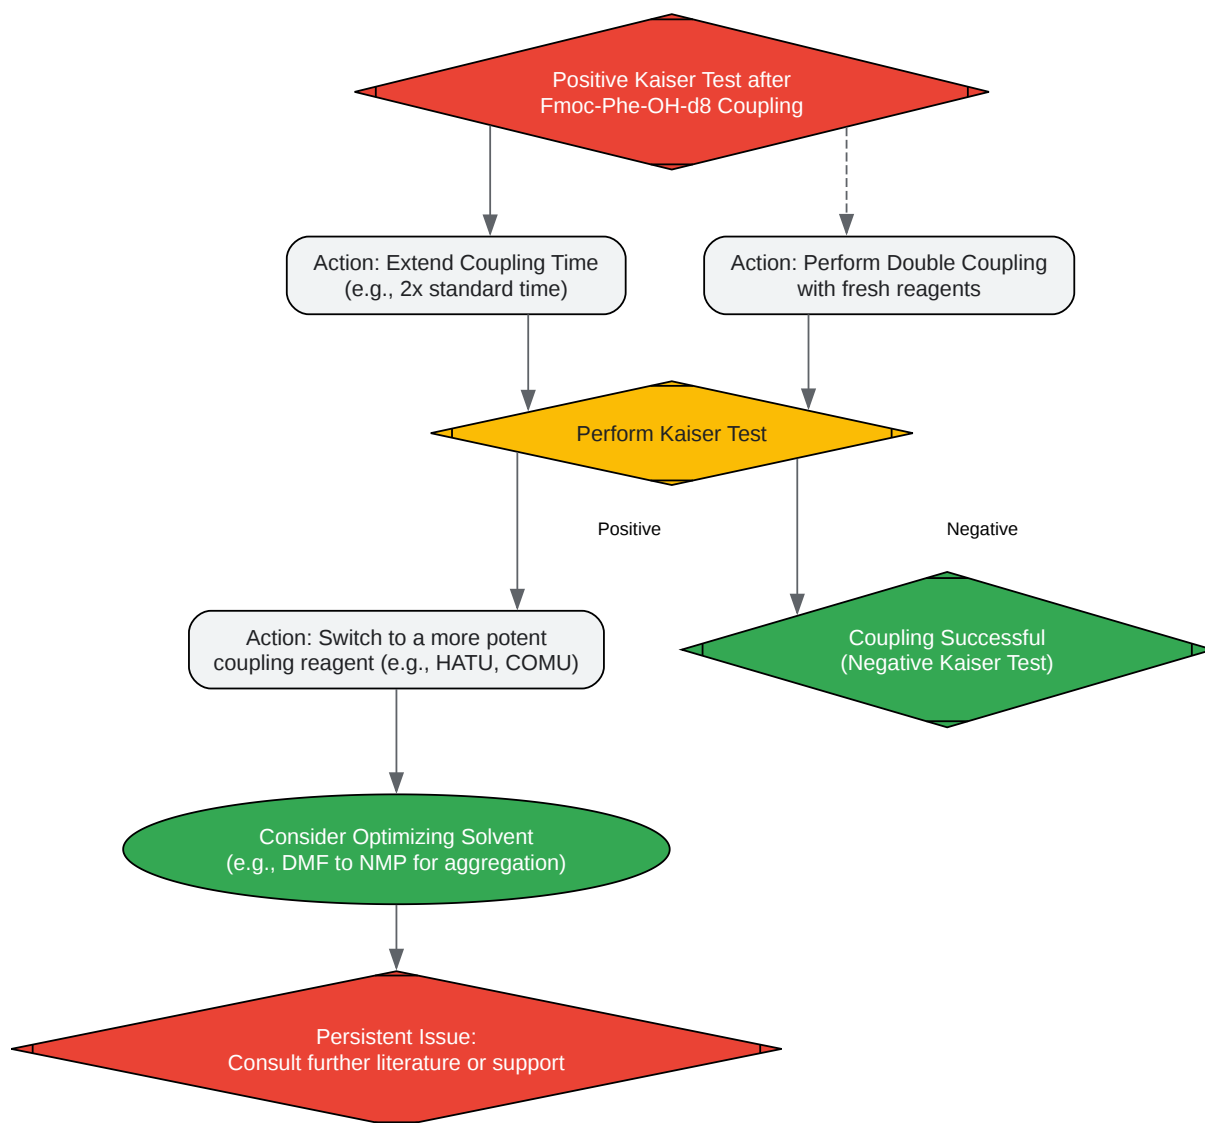 Positive Kaiser Test after
Fmoc-Phe-OH-d8 Coupling
Action: Extend Coupling Time
(e.g., 2x standard time)
Action: Perform Double Coupling
with fresh reagents
Perform Kaiser Test
Positive
Negative
Action: Switch to a more potent
coupling reagent (e.g., HATU, COMU)
Coupling Successful
(Negative Kaiser Test)
Consider Optimizing Solvent
(e.g., DMF to NMP for aggregation)
Persistent Issue:
Consult further literature or support